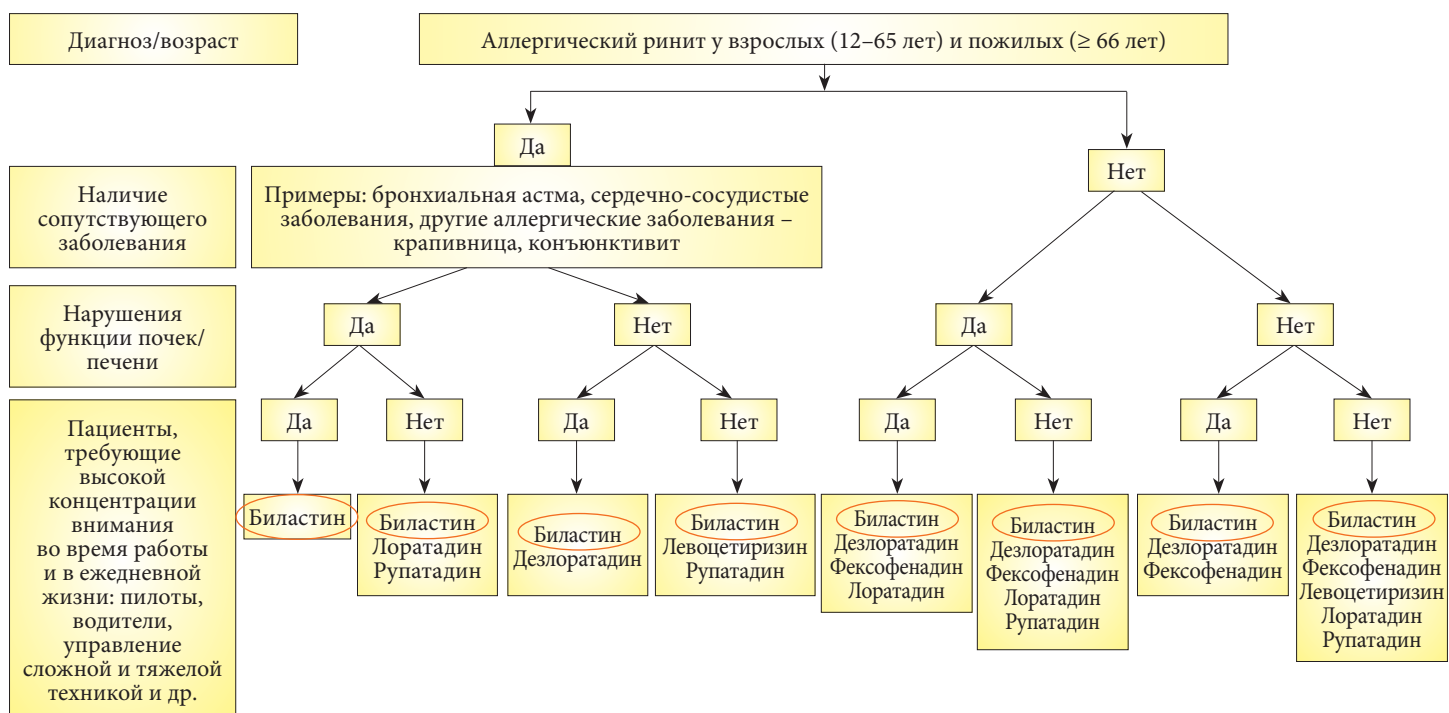 Диагноз/возраст
Аллергический ринит у взрослых (12–65 лет) и пожилых (≥ 66 лет)
Да
Нет
Наличие
сопутствующего
заболевания
Примеры: бронхиальная астма, сердечно-сосудистые
заболевания, другие аллергические заболевания –
крапивница, конъюнктивит
Нарушения
функции почек/
печени
Да
Нет
Да
Нет
Пациенты,
требующие
высокой
концентрации
внимания
во время работы
и в ежедневной
жизни: пилоты,
водители,
управление
сложной и тяжелой
техникой и др.
Да
Нет
Да
Нет
Да
Нет
Да
Нет
Биластин
Биластин
Лоратадин
Рупатадин
Биластин
Дезлоратадин
Биластин
Левоцетиризин
Рупатадин
Биластин
Дезлоратадин
Фексофенадин
Лоратадин
Биластин
Дезлоратадин
Фексофенадин
Лоратадин
Рупатадин
Биластин
Дезлоратадин
Фексофенадин
Биластин
Дезлоратадин
Фексофенадин
Левоцетиризин
Лоратадин
Рупатадин